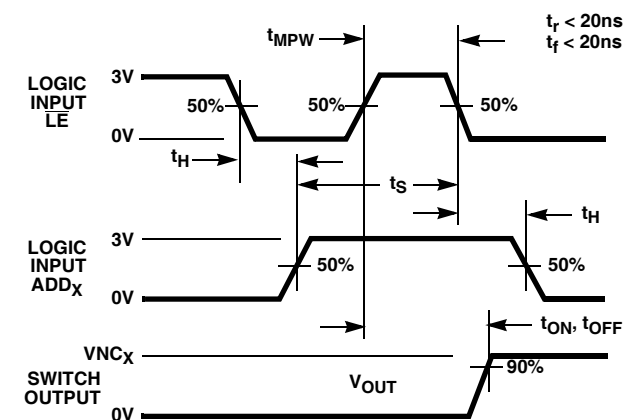 tr < 20ns
tf < 20ns
tMPW
LOGIC
INPUT
LE
3V
0V
50%
50%
50%
tH
tS
tH
LOGIC
INPUT
ADDX
3V
0V
50%
50%
tON, tOFF
SWITCH
OUTPUT
VNCX
0V
VOUT
90%